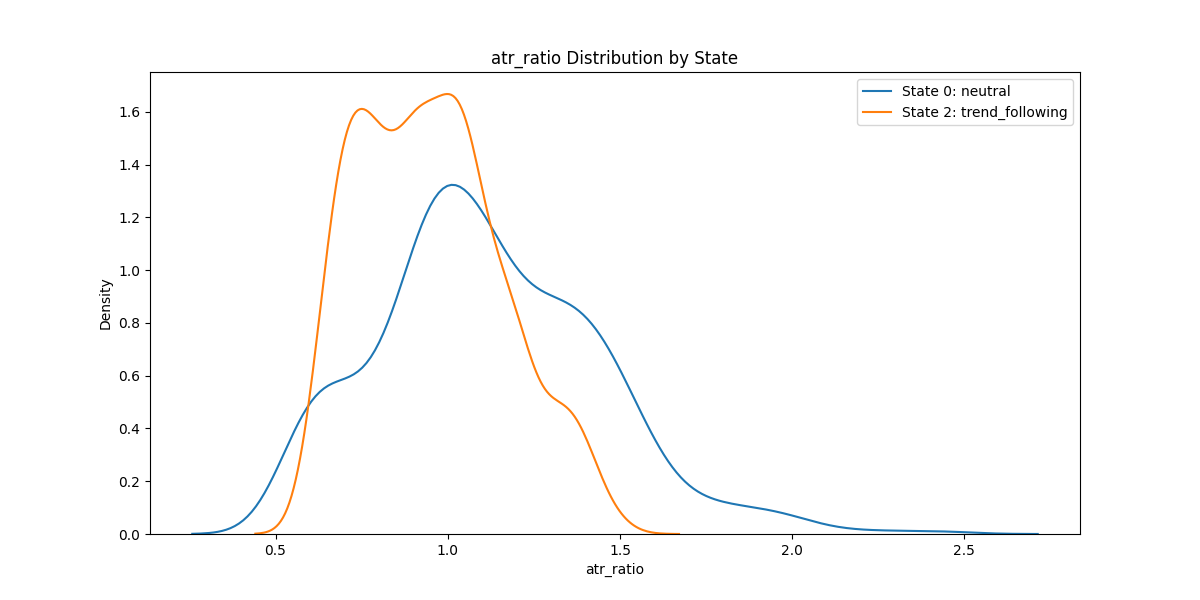 atr_ratio Distribution by State
State 0: neutral
State 2: trend_following
Density
1.6
1.4
1.2
1.0
0.8
0.6
0.4
0.2
0.0
0.5
1.0
1.5
2.0
2.5
atr_ratio